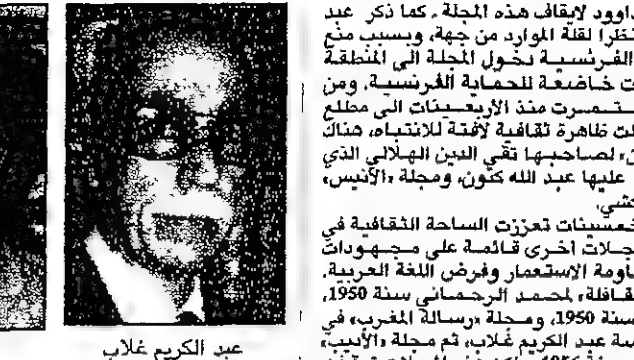 داوود لايقاف هذه المجلة ـ كما ذكر عبد
نظرا لقلة الموارد من جهة، وبسبب منع
الفرنسية دخول المجلة الى المنطقة
ت خاضعة للحماية الفرنسية. ومن
ستمرت منذ الأربعينات الى مطلع
لت ظاهرة ثقافية لافتة للانتباه، هناك
ن» لصاحبها تقي الدين الهلالي الذي
عليها عبد الله كنون، ومجلة «الأنيس»
خمسينات تعززت الساحة الثقافية في
جلات اخرى قائمة على مجهودات
اومة الاستعمار وفرض اللغة العربية.
قافلة» لمحمد الرحماني سنة 1950،
سنة 1950، ومجلة «رسالة المغرب» في
سة عبد الكريم غلاب، ثم مجلة «الأديب»
عبد الكريم غلاب